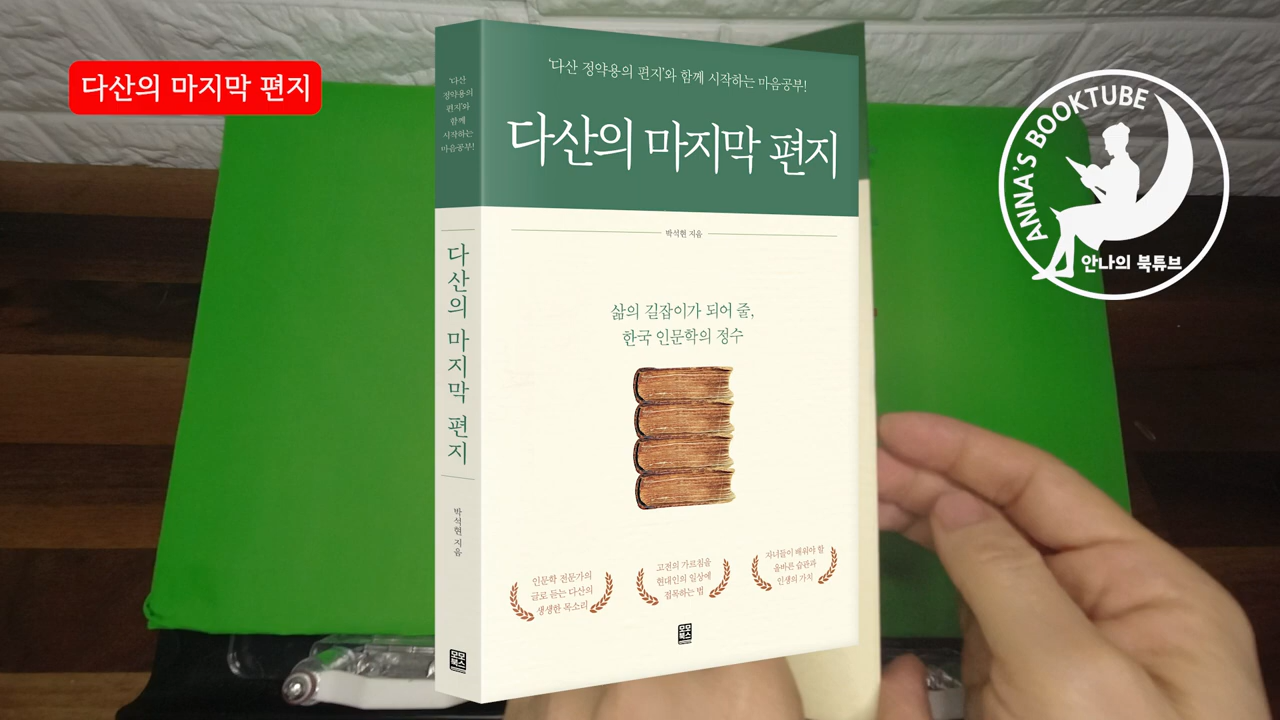 다산의 마지막 편지
ANNA'S BOOKTUBE
안나의 북튜브
'다산
정약용의
편지'와
함께
시작하는
마음공부!
다산의 마지막 편지
박석현 지음
모모
북스
'다산 정약용의 편지'와 함께 시작하는 마음공부!
다산의 마지막 편지
박석현 지음
삶의 길잡이가 되어 줄,
한국 인문학의 정수
인문학 전문가의
글로 듣는 다산의
생생한 목소리
고전의 가르침을
현대인의 일상에
접목하는 법
자녀들이 배워야 할
올바른 습관과
인생의 가치
모모
북스